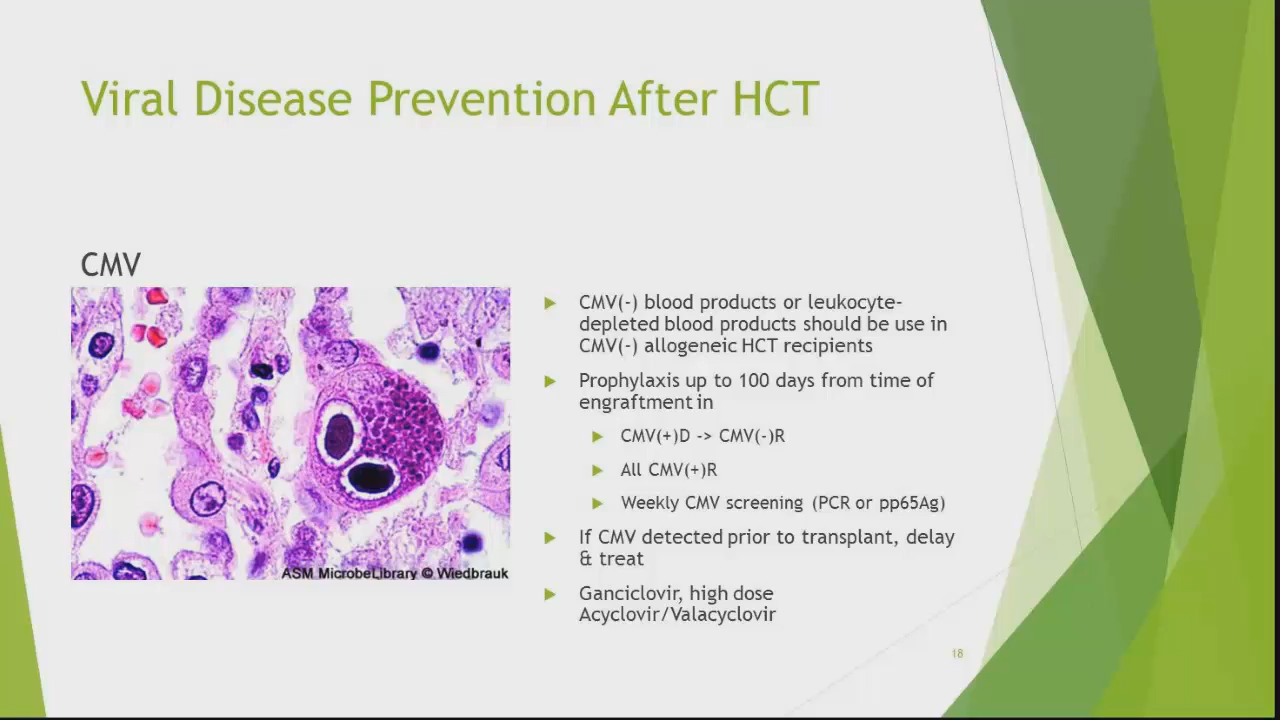 Viral Disease Prevention After HCT
CMV
ASM MicrobeLibrary © Wiedbrauk
CMV(-) blood products or leukocyte-
depleted blood products should be use in
CMV(-) allogeneic HCT recipients
Prophylaxis up to 100 days from time of
engraftment in
CMV(+)D -> CMV(-)R
All CMV(+)R
Weekly CMV screening (PCR or pp65Ag)
If CMV detected prior to transplant, delay
& treat
Ganciclovir, high dose
Acyclovir/Valacyclovir
18